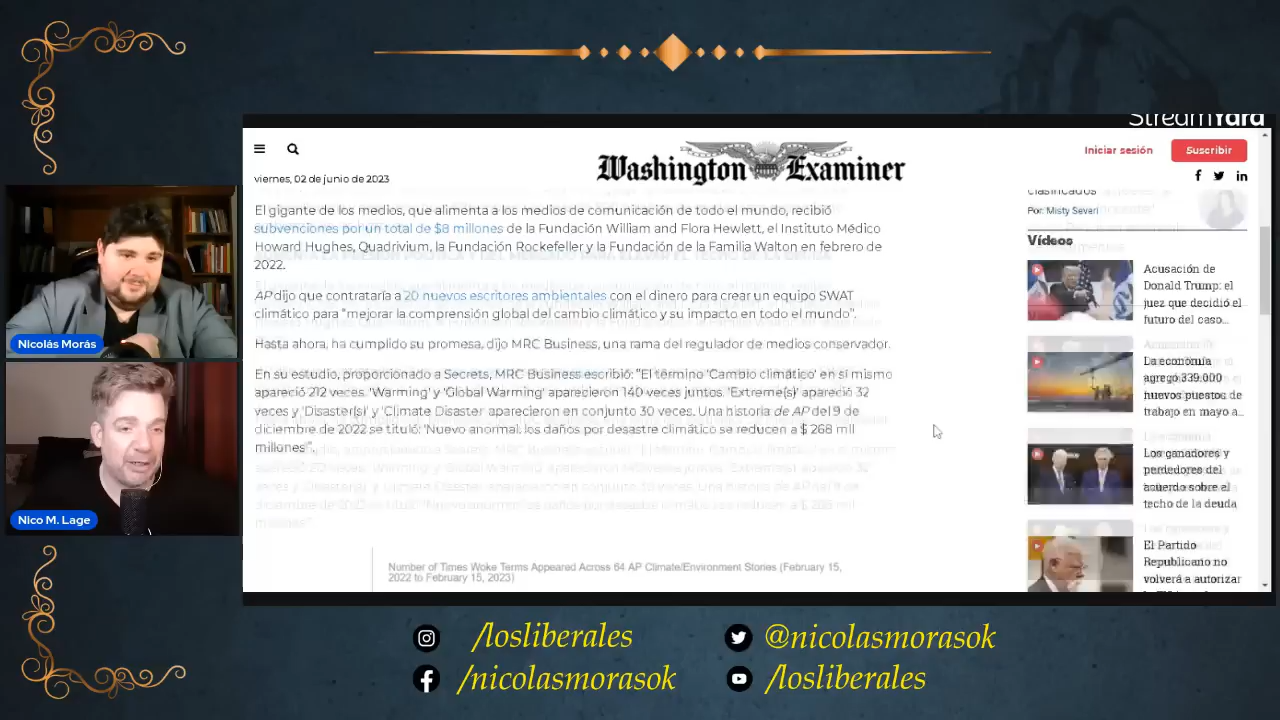 StreamYard
Washington Examiner
Iniciar sesión
Suscribir
viernes, 02 de junio de 2023
El gigante de los medios, que alimenta a los medios de comunicación de todo el mundo, recibió
subvenciones por un total de $8 millones de la Fundación William and Flora Hewlett, el Instituto Médico
Howard Hughes, Quadrivium, la Fundación Rockefeller y la Fundación de la Familia Walton en febrero de
2022.
AP dijo que contrataría a 20 nuevos escritores ambientales con el dinero para crear un equipo SWAT
climático para "mejorar la comprensión global del cambio climático y su impacto en todo el mundo".
Hasta ahora, ha cumplido su promesa, dijo MRC Business, una rama del regulador de medios conservador.
En su estudio, proporcionado a Secrets, MRC Business escribió: "El término 'Cambio climático' en sí mismo
apareció 212 veces. 'Warming' y 'Global Warming' aparecieron 140 veces juntos. 'Extreme(s)' apareció 32
veces y 'Disaster(s)' y 'Climate Disaster' aparecieron en conjunto 30 veces. Una historia de AP del 9 de
diciembre de 2022 se tituló: 'Nuevo anormal: los daños por desastre climático se reducen a $ 268 mil
millones'".
Number of Times Woke Terms Appeared Across 64 AP Climate/Environment Stories (February 15,
2022 to February 15, 2023)
clasificados
Por: Misty Severi
Vídeos
Acusación de
Donald Trump: el
juez que decidió el
futuro del caso...
La economía
agregó 339.000
nuevos puestos de
trabajo en mayo a...
Los ganadores y
perdedores del
acuerdo sobre el
techo de la deuda
El Partido
Republicano no
volverá a autorizar
Nicolás Morás
Nico M. Lage
/losliberales
@nicolasmorasok
/nicolasmorasok
/losliberales